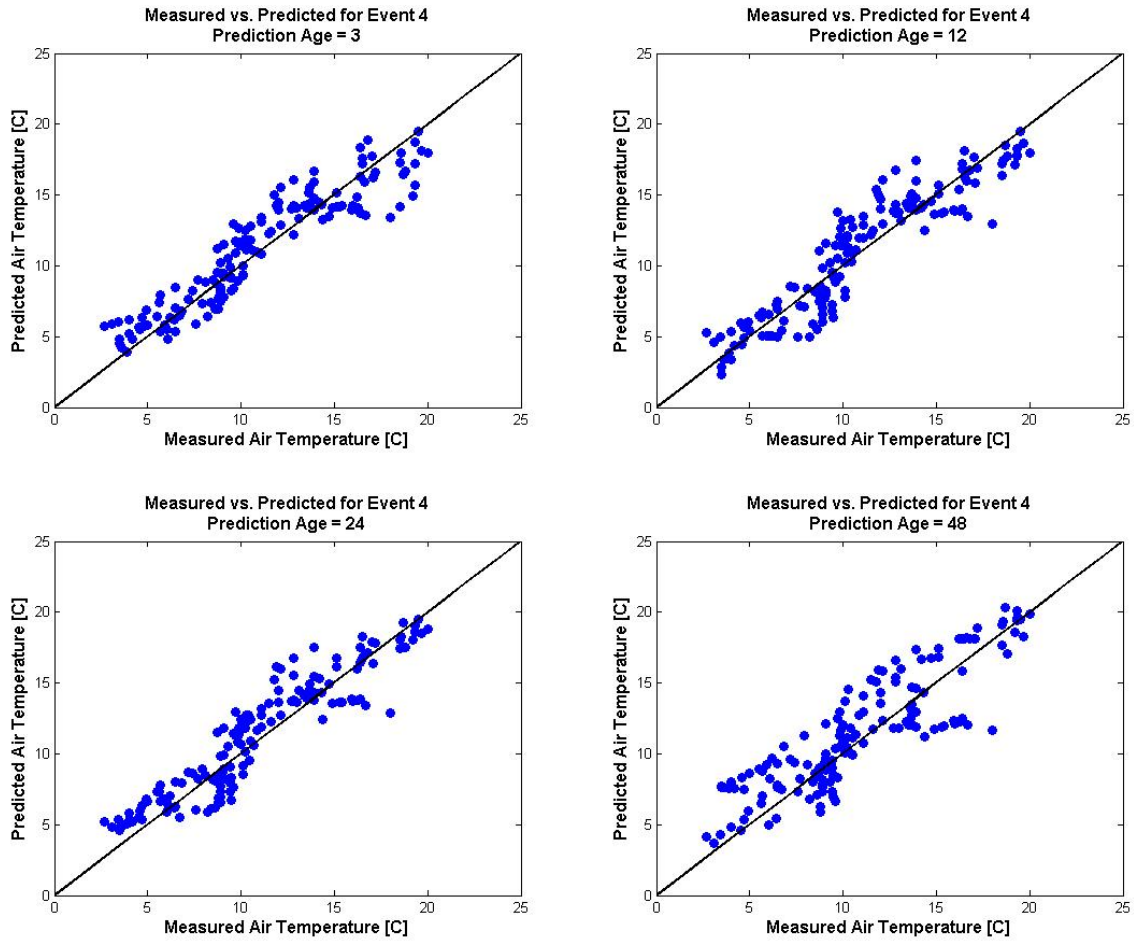 Measured vs. Predicted for Event 4
Prediction Age = 3
25
20
15
10
5
0
Predicted Air Temperature [C]
0 5 10 15 20 25
Measured Air Temperature [C]
Measured vs. Predicted for Event 4
Prediction Age = 12
25
20
15
10
5
0
Predicted Air Temperature [C]
0 5 10 15 20 25
Measured Air Temperature [C]
Measured vs. Predicted for Event 4
Prediction Age = 24
25
20
15
10
5
0
Predicted Air Temperature [C]
0 5 10 15 20 25
Measured Air Temperature [C]
Measured vs. Predicted for Event 4
Prediction Age = 48
25
20
15
10
5
0
Predicted Air Temperature [C]
0 5 10 15 20 25
Measured Air Temperature [C]